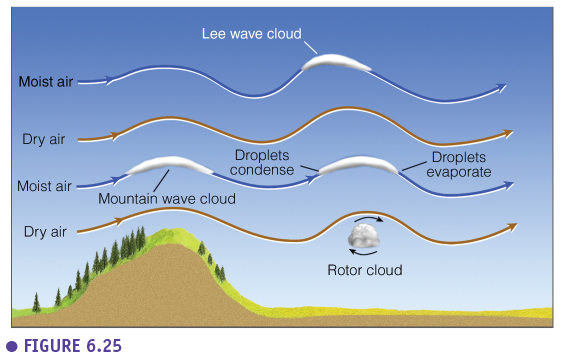 Lee wave cloud
Moist air
Dry air
Droplets
condense
Droplets
evaporate
Moist air
Mountain wave cloud
Dry air
Rotor cloud
● FIGURE 6.25